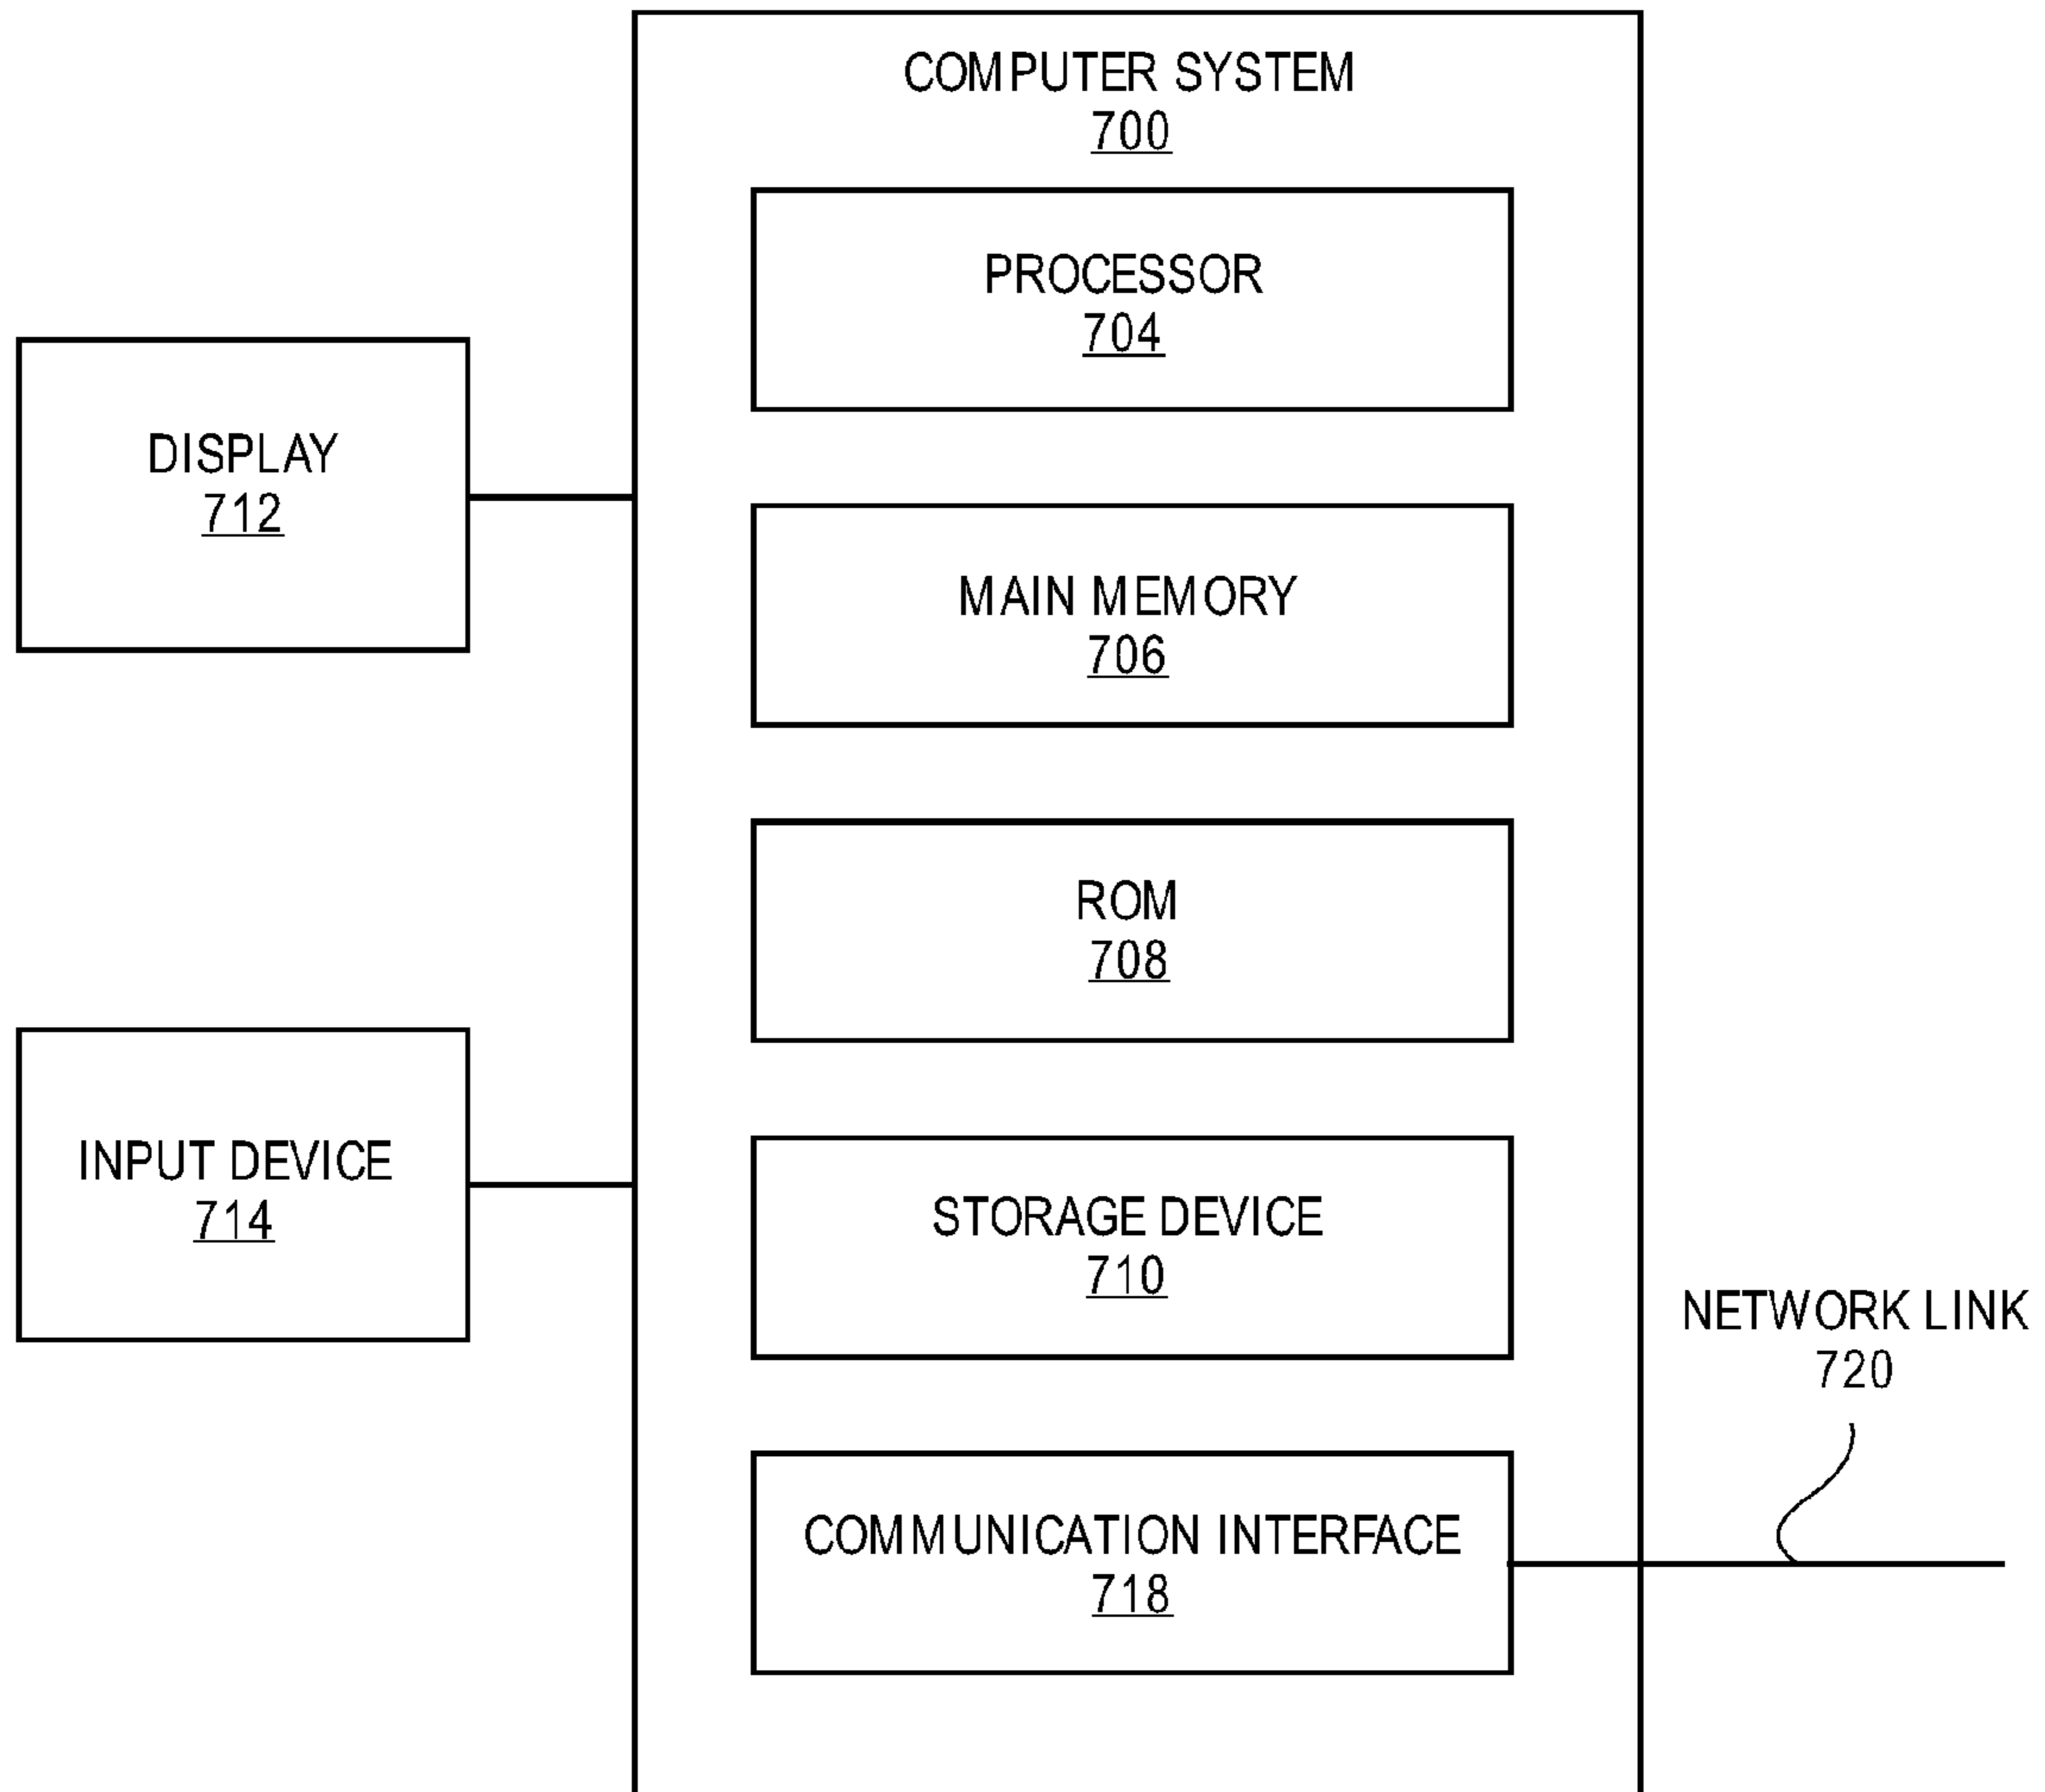 COMPUTER SYSTEM
700
PROCESSOR
704
DISPLAY
712
MAIN MEMORY
706
ROM
708
INPUT DEVICE
714
STORAGE DEVICE
710
NETWORK LINK
720
COMMUNICATION INTERFACE
718